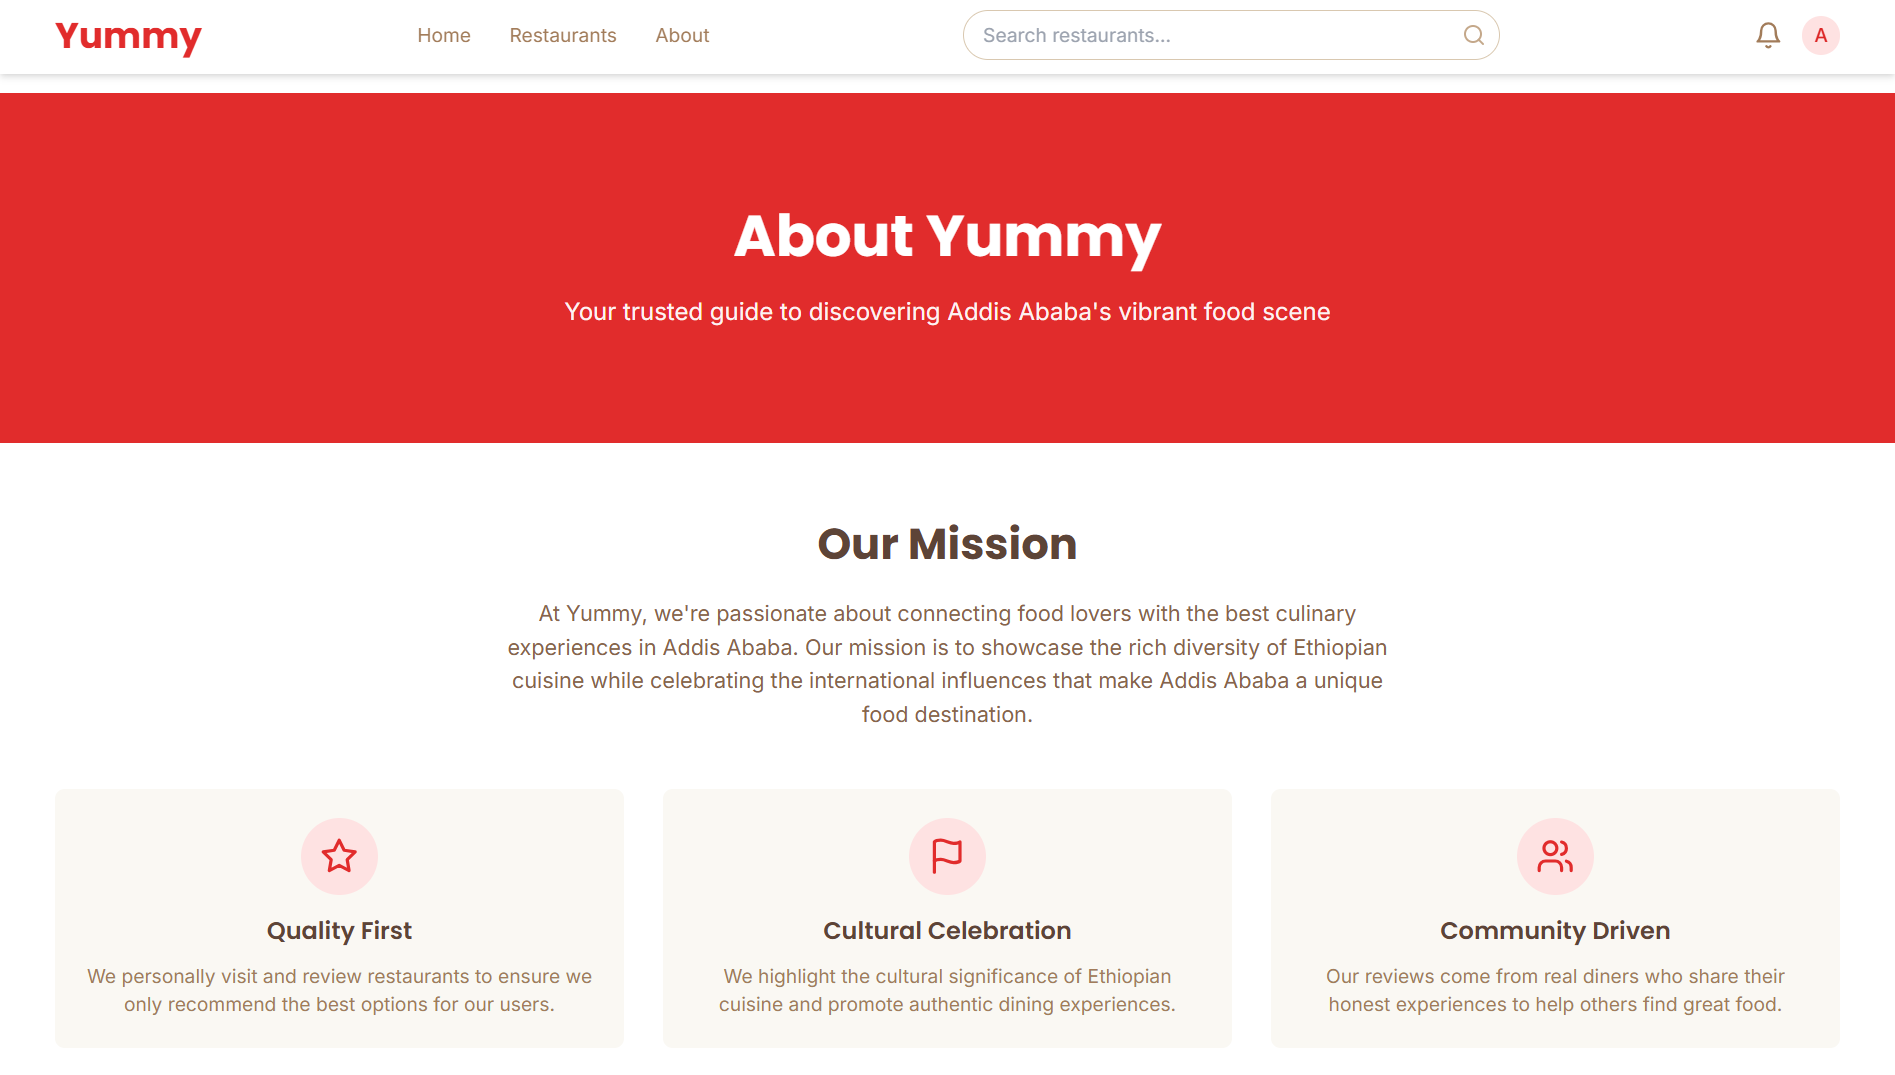 Yummy
Home
Restaurants
About
Search restaurants...
A
About Yummy
Your trusted guide to discovering Addis Ababa's vibrant food scene
Our Mission
At Yummy, we're passionate about connecting food lovers with the best culinary
experiences in Addis Ababa. Our mission is to showcase the rich diversity of Ethiopian
cuisine while celebrating the international influences that make Addis Ababa a unique
food destination.
Quality First
We personally visit and review restaurants to ensure we
only recommend the best options for our users.
Cultural Celebration
We highlight the cultural significance of Ethiopian
cuisine and promote authentic dining experiences.
Community Driven
Our reviews come from real diners who share their
honest experiences to help others find great food.